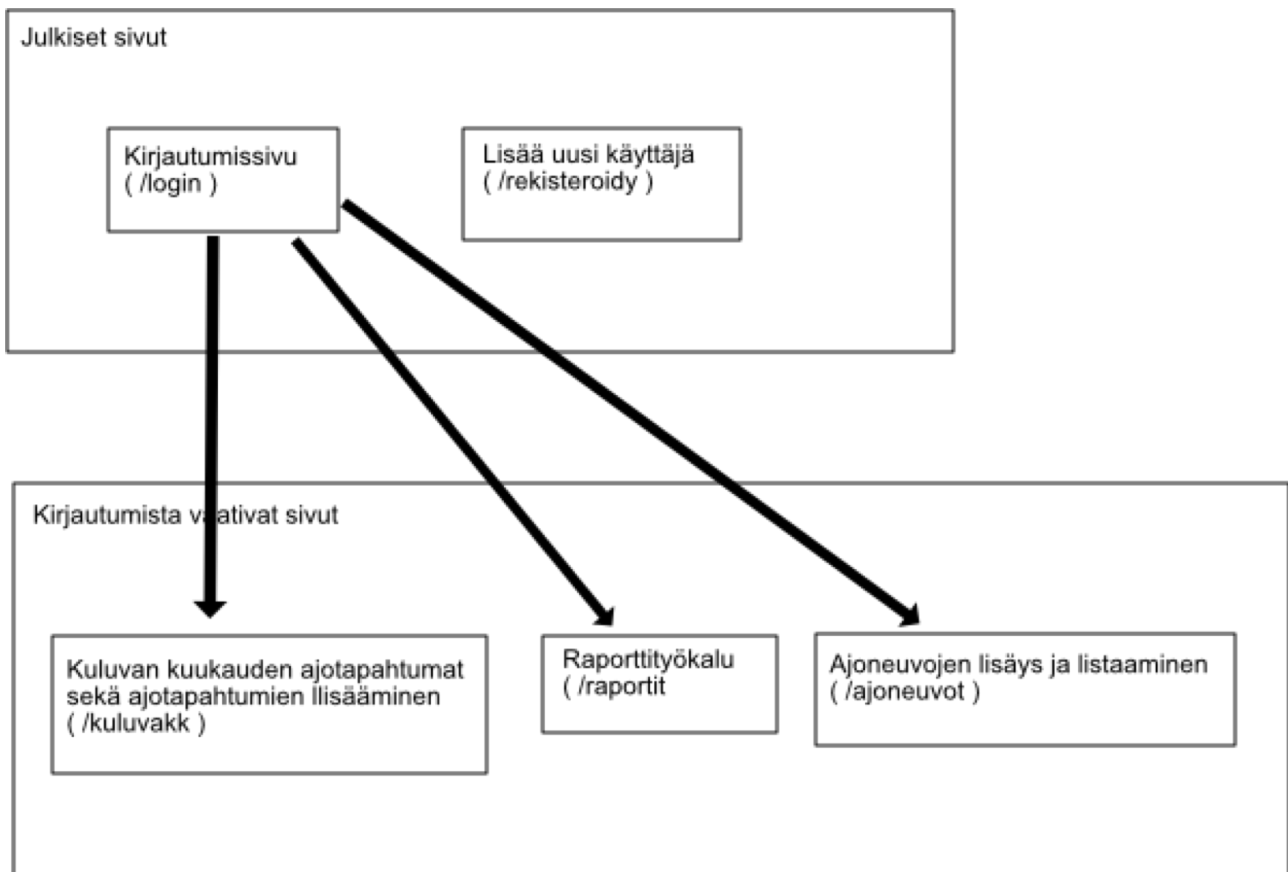 Julkiset sivut
Kirjautumissivu
( /login )
Lisää uusi käyttäjä
( /rekisteroidy )
Kirjautumista vaativat sivut
Kuluvan kuukauden ajotapahtumat
sekä ajotapahtumien llisääminen
( /kuluvakk )
Raporttityökalu
( /raportit
Ajoneuvojen lisäys ja listaaminen
( /ajoneuvot )